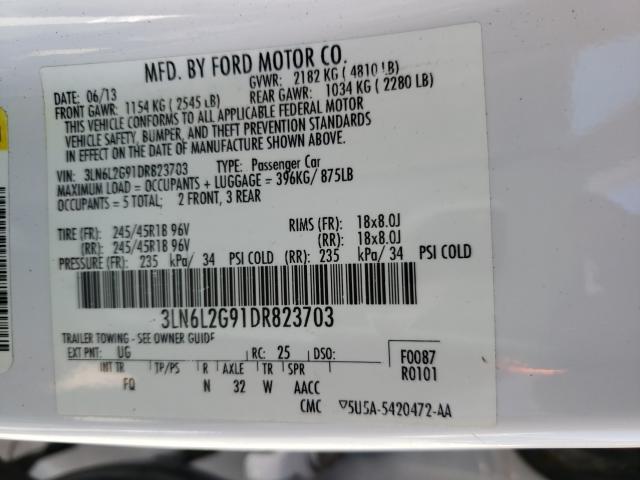 MFD. BY FORD MOTOR CO.
DATE: 06/13
GVWR: 2182 KG ( 4810 LB)
FRONT GAWR: 1154 KG ( 2545 LB)
REAR GAWR: 1034 KG ( 2280 LB)
THIS VEHICLE CONFORMS TO ALL APPLICABLE FEDERAL MOTOR
VEHICLE SAFETY, BUMPER, AND THEFT PREVENTION STANDARDS
IN EFFECT ON THE DATE OF MANUFACTURE SHOWN ABOVE.
VIN: 3LN6L2G91DR823703 TYPE: Passenger Car
MAXIMUM LOAD = OCCUPANTS + LUGGAGE = 396KG/ 875LB
OCCUPANTS = 5 TOTAL; 2 FRONT, 3 REAR
TIRE (FR): 245/45R18 96V RIMS (FR): 18x8.0J
(RR): 245/45R18 96V (RR): 18x8.0J
PRESSURE (FR): 235 kPa/ 34 PSI COLD (RR): 235 kPa/ 34 PSI COLD
3LN6L2G91DR823703
TRAILER TOWING - SEE OWNER GUIDE
EXT PNT: UG RC: 25 DSO: F0087
INT TR TP/PS R AXLE TR SPR R0101
FQ N 32 W AACC
CMC ▽5U5A-5420472-AA